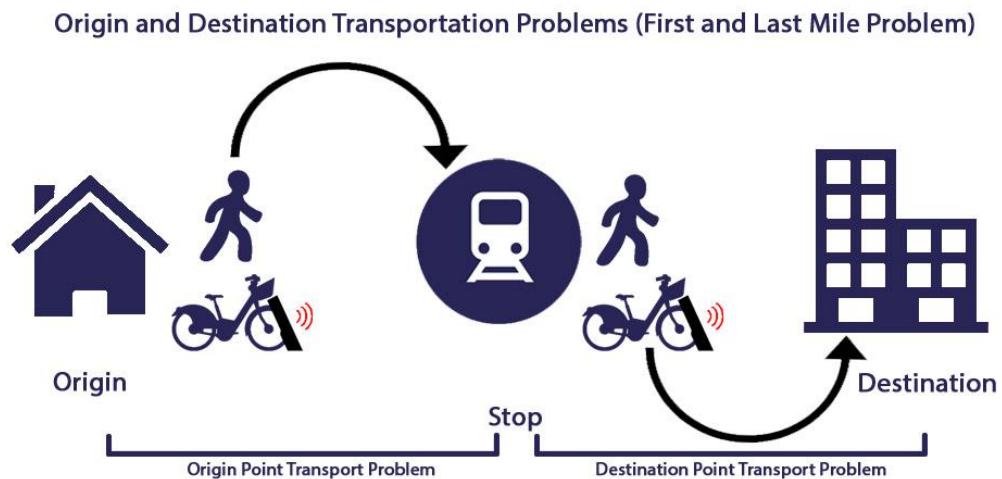 Origin and Destination Transportation Problems (First and Last Mile Problem)
Origin
Destination
Stop
Origin Point Transport Problem
Destination Point Transport Problem